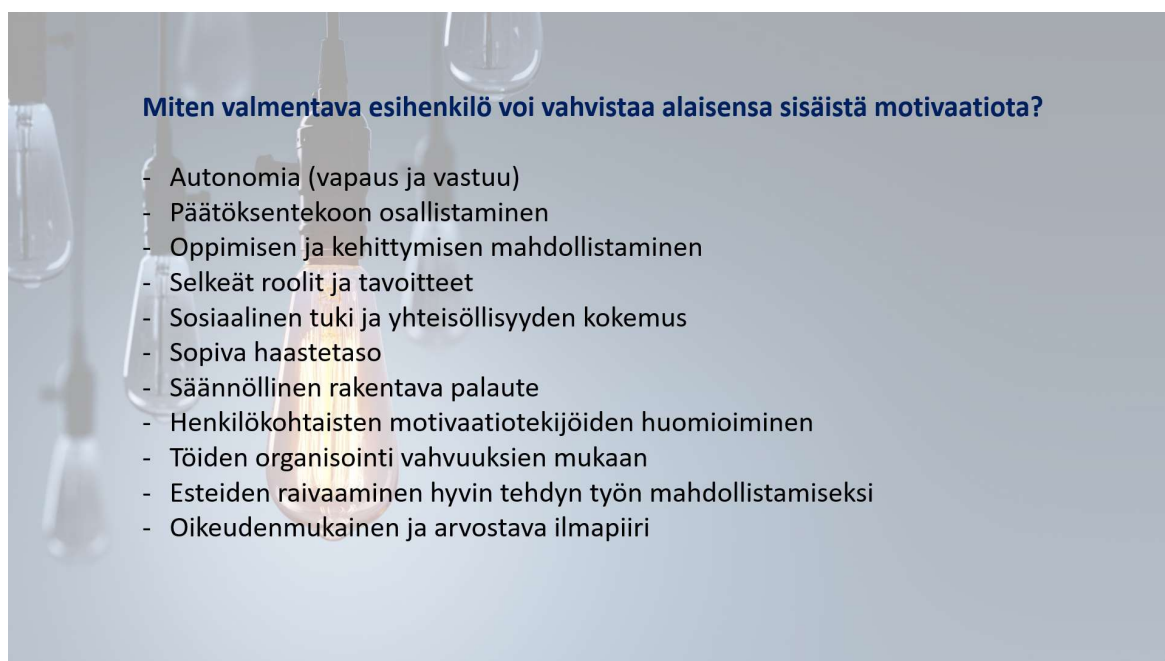 Miten valmentava esihenkilö voi vahvistaa alaisensa sisäistä motivaatiota?
- Autonomia (vapaus ja vastuu)
- Päätöksentekoon osallistaminen
- Oppimisen ja kehittymisen mahdollistaminen
- Selkeät roolit ja tavoitteet
- Sosiaalinen tuki ja yhteisöllisyyden kokemus
- Sopiva haastetaso
- Säännöllinen rakentava palaute
- Henkilökohtaisten motivaatiotekijöiden huomioiminen
- Töiden organisointi vahvuuksien mukaan
- Esteiden raivaaminen hyvin tehdyn työn mahdollistamiseksi
- Oikeudenmukainen ja arvostava ilmapiiri